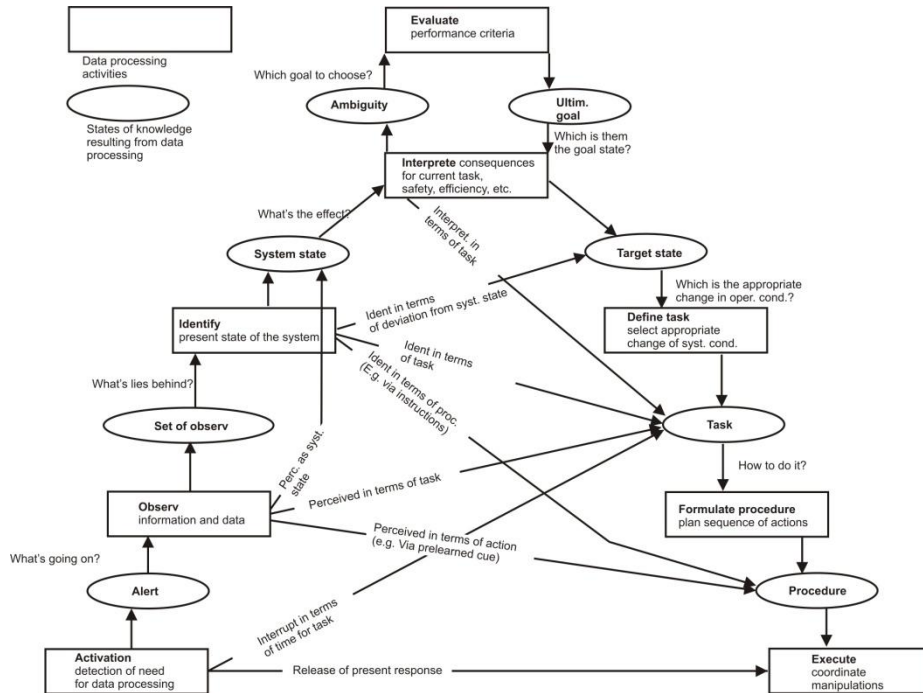 Evaluate
performance criteria
Data processing
activities
Which goal to choose?
Ambiguity
Ultim.
goal
States of knowledge
resulting from data
processing
Which is them
the goal state?
Interprete consequences
for current task,
safety, efficiency, etc.
What's the effect?
Interpret. in
terms of task
System state
Target state
Which is the appropriate
change in oper. cond.?
Ident in terms
of deviation from syst. state
Identify
present state of the system
Define task
select appropriate
change of syst. cond.
Ident in terms
of task
What's lies behind?
Ident in terms of proc.
(E.g. via instructions)
Set of observ
Task
Perc. as syst.
state
How to do it?
Perceived in terms of task
Observ
information and data
Formulate procedure
plan sequence of actions
Perceived in terms of action
(e.g. Via prelearned cue)
What's going on?
Alert
Procedure
Interrupt in terms
of time for task
Activation
detection of need
for data processing
Release of present response
Execute
coordinate
manipulations